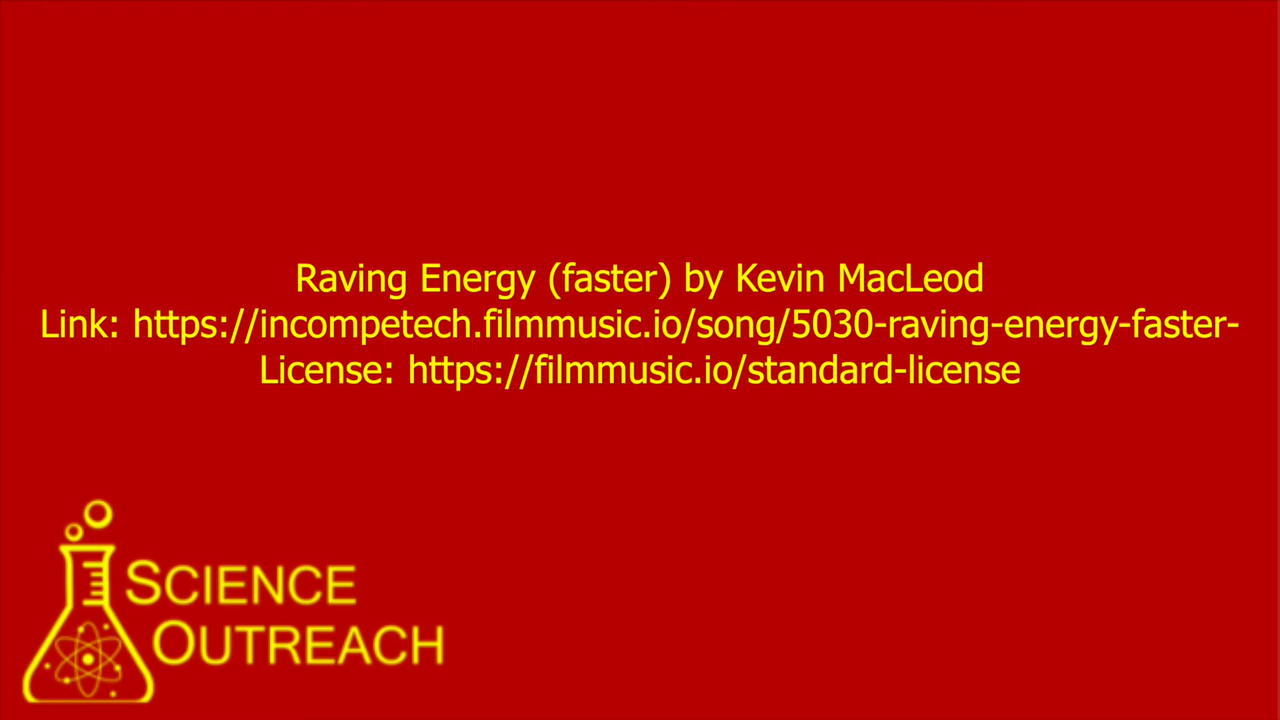 Raving Energy (faster) by Kevin MacLeod
Link: https://incompetech.filmmusic.io/song/5030-raving-energy-faster-
License: https://filmmusic.io/standard-license
SCIENCE
OUTREACH